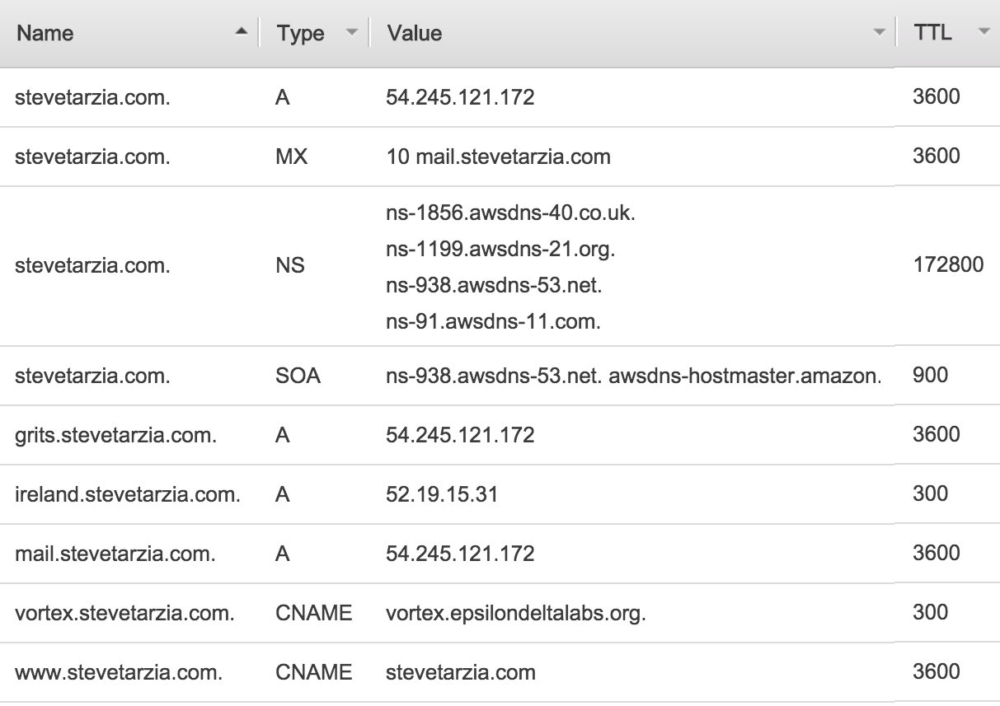 Name Type Value TTL
stevetarzia.com. A 54.245.121.172 3600
stevetarzia.com. MX 10 mail.stevetarzia.com 3600
ns-1856.awsdns-40.co.uk.
ns-1199.awsdns-21.org.
stevetarzia.com. NS 172800
ns-938.awsdns-53.net.
ns-91.awsdns-11.com.
stevetarzia.com. SOA ns-938.awsdns-53.net. awsdns-hostmaster.amazon. 900
grits.stevetarzia.com. A 54.245.121.172 3600
ireland.stevetarzia.com. A 52.19.15.31 300
mail.stevetarzia.com. A 54.245.121.172 3600
vortex.stevetarzia.com. CNAME vortex.epsilondeltalabs.org. 300
www.stevetarzia.com. CNAME stevetarzia.com 3600